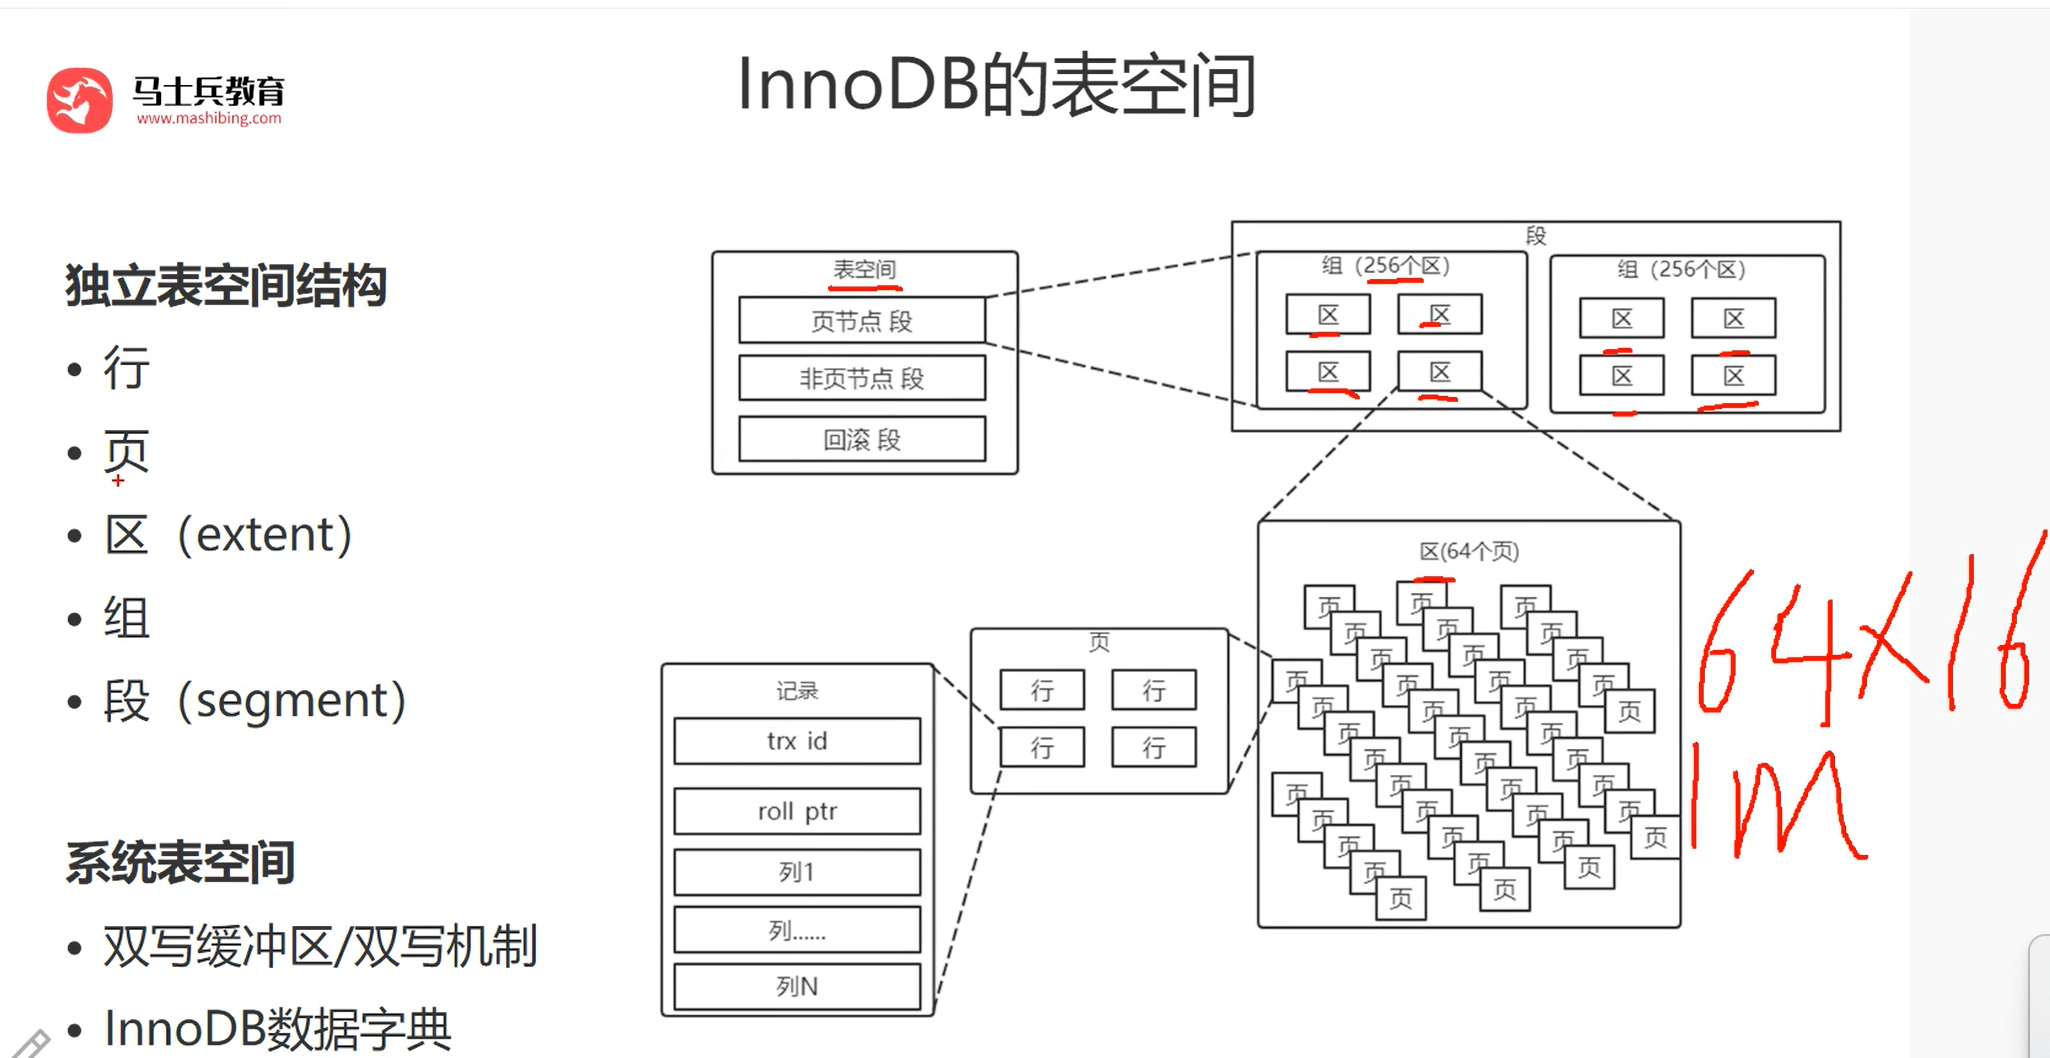 马士兵教育
www.mashibing.com
InnoDB的表空间
独立表空间结构
• 行
• 页
• 区（extent）
• 组
• 段（segment）
系统表空间
• 双写缓冲区/双写机制
• InnoDB数据字典
表空间
页节点 段
非页节点 段
回滚 段
段
组（256个区）
区 区
区 区
组（256个区）
区 区
区 区
区(64个页)
页 页 页
页 页 页
页 页 页
页 页 页 页
页 页 页 页
页 页 页
页 页 页
页 页 页 页
页 页 页 页
页 页 页 页
页 页 页
页 页 页
页 页
页
行 行
行 行
记录
trx id
roll ptr
列1
列......
列N
64×16
1m